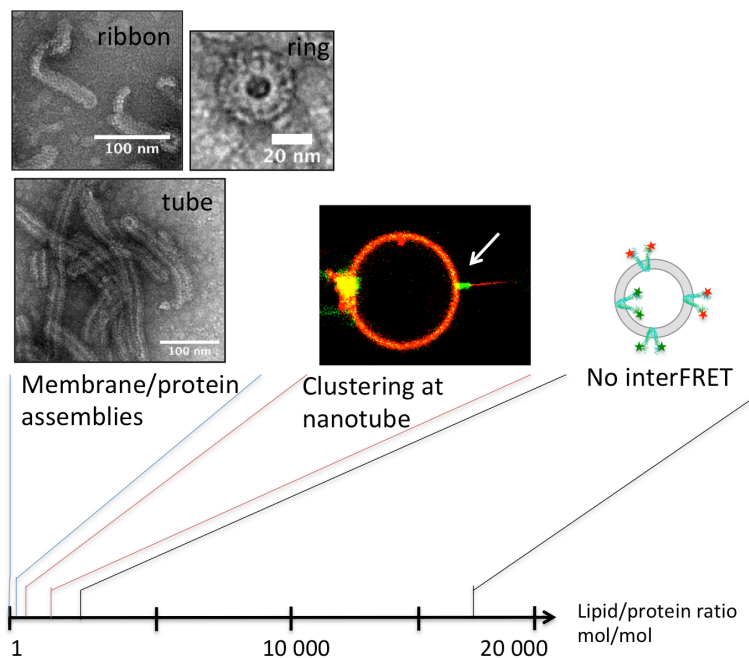 ribbon
ring
100 nm
20 nm
tube
100 nm
Membrane/protein
assemblies
Clustering at
nanotube
No interFRET
Lipid/protein ratio
mol/mol
1
10 000
20 000